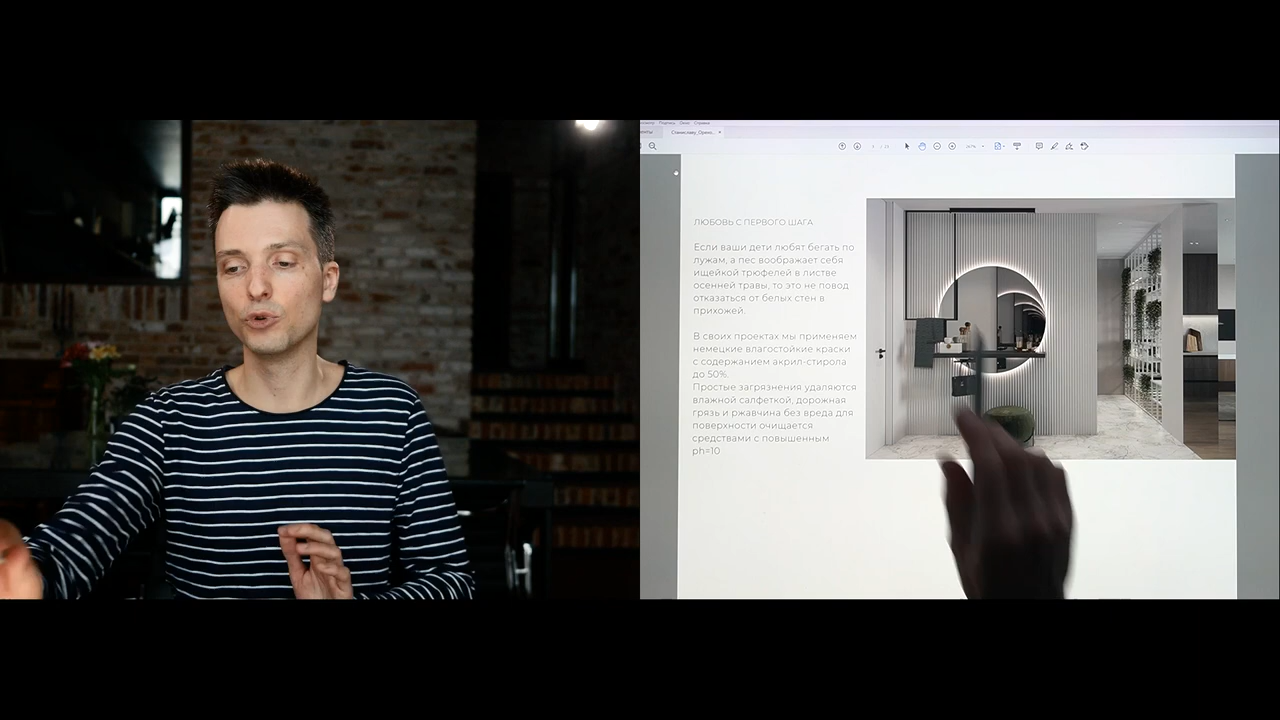 Справка
Станиславу_Орехо...
ЛЮБОВЬ С ПЕРВОГО ШАГА
Если ваши дети любят бегать по
лужам, а пес воображает себя
ищейкой трюфелей в листве
осенней травы, то это не повод
отказаться от белых стен в
прихожей.
В своих проектах мы применяем
немецкие влагостойкие краски
с содержанием акрил-стирола
до 50%.
Простые загрязнения удаляются
влажной салфеткой, дорожная
грязь и ржавчина без вреда для
поверхности очищается
средствами с повышенным
ph=10